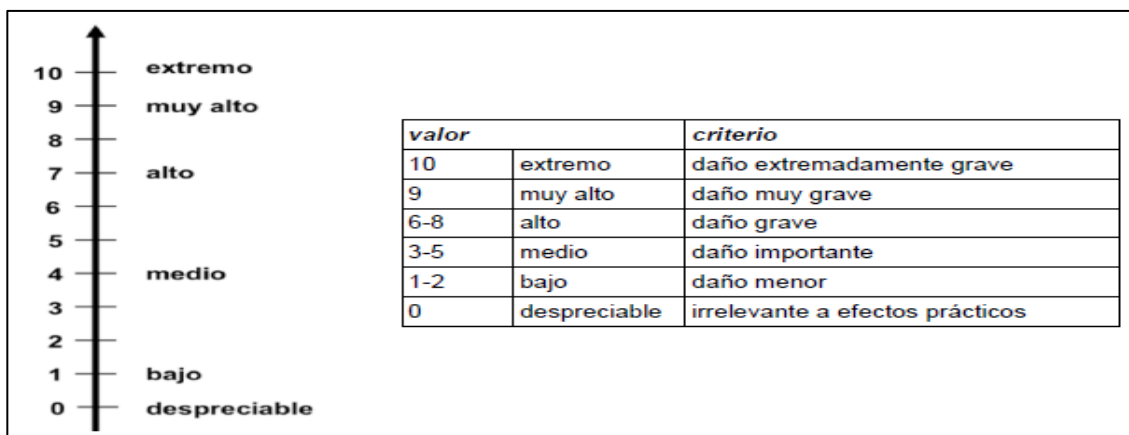 10 extremo
9 muy alto
8
7 alto
6
5
4 medio
3
2
1 bajo
0 despreciable
valor criterio
10 extremo daño extremadamente grave
9 muy alto daño muy grave
6-8 alto daño grave
3-5 medio daño importante
1-2 bajo daño menor
0 despreciable irrelevante a efectos prácticos